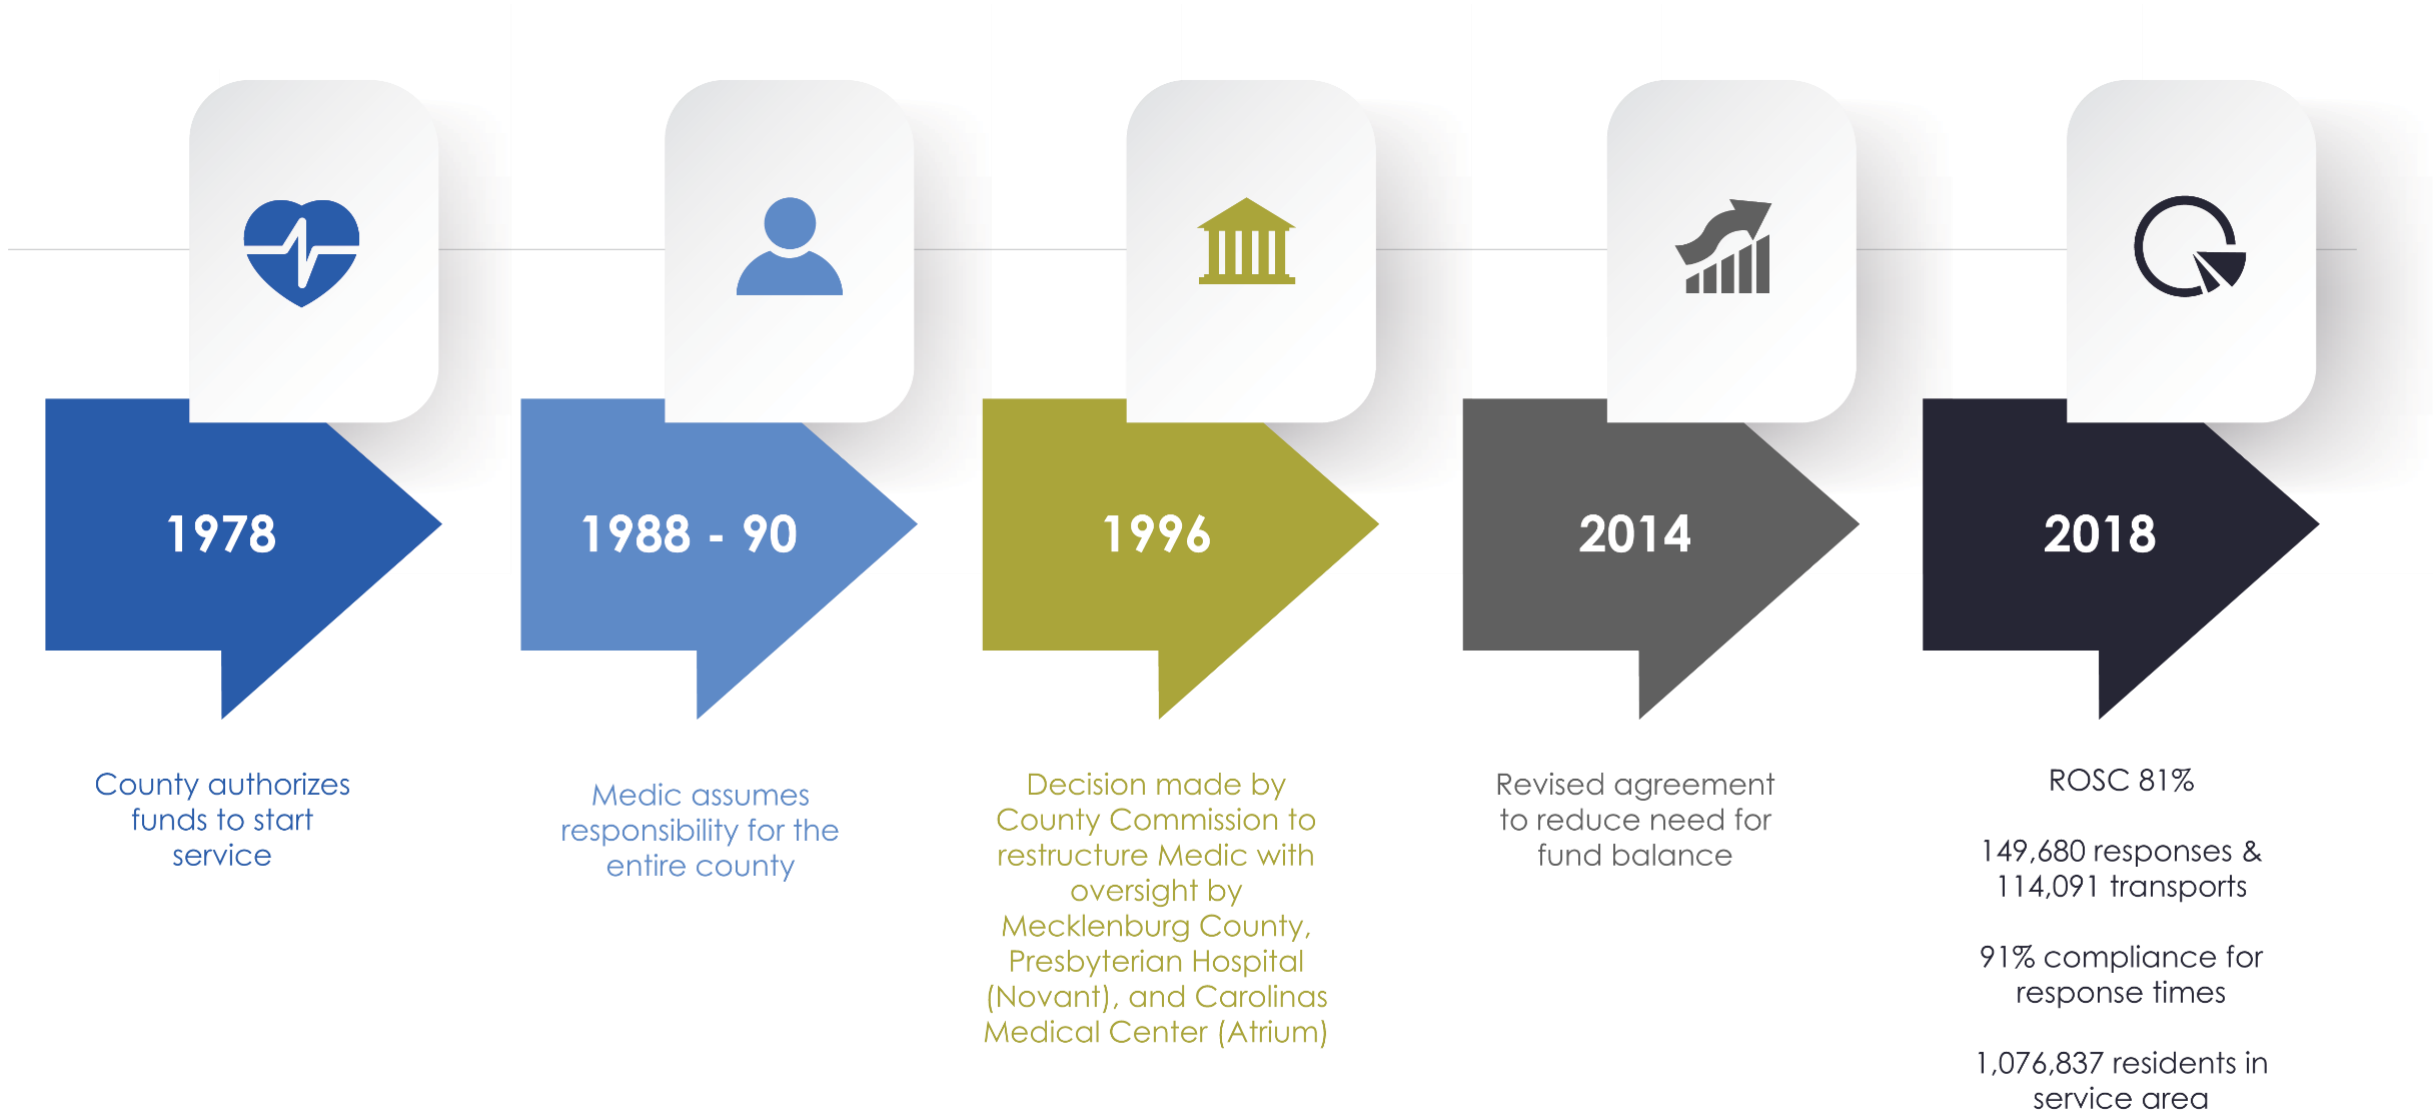 1978
County authorizes
funds to start
service
1988 - 90
Medic assumes
responsibility for the
entire county
1996
Decision made by
County Commission to
restructure Medic with
oversight by
Mecklenburg County,
Presbyterian Hospital
(Novant), and Carolinas
Medical Center (Atrium)
2014
Revised agreement
to reduce need for
fund balance
2018
ROSC 81%
149,680 responses &
114,091 transports
91% compliance for
response times
1,076,837 residents in
service area